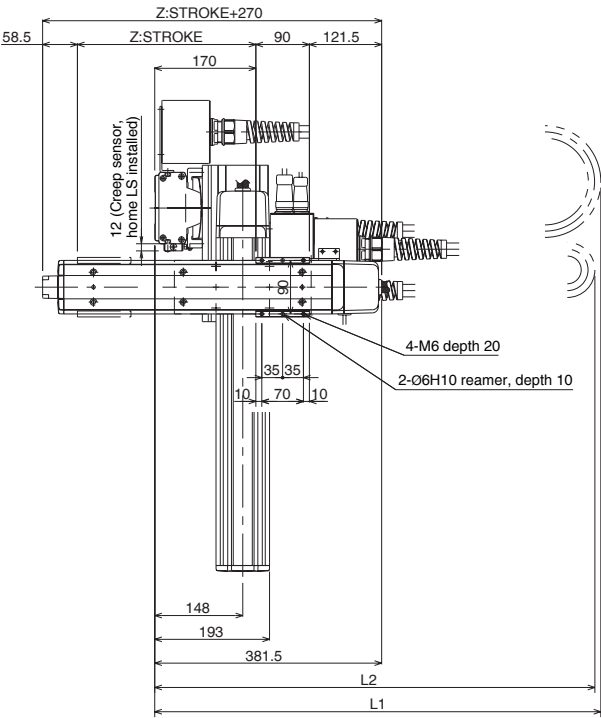 Z:STROKE+270
58.5
Z:STROKE
90
121.5
170
12 (Creep sensor,
home LS installed)
90
4-M6 depth 20
35 35
2-Ø6H10 reamer, depth 10
10 70 10
148
193
381.5
L2
L1